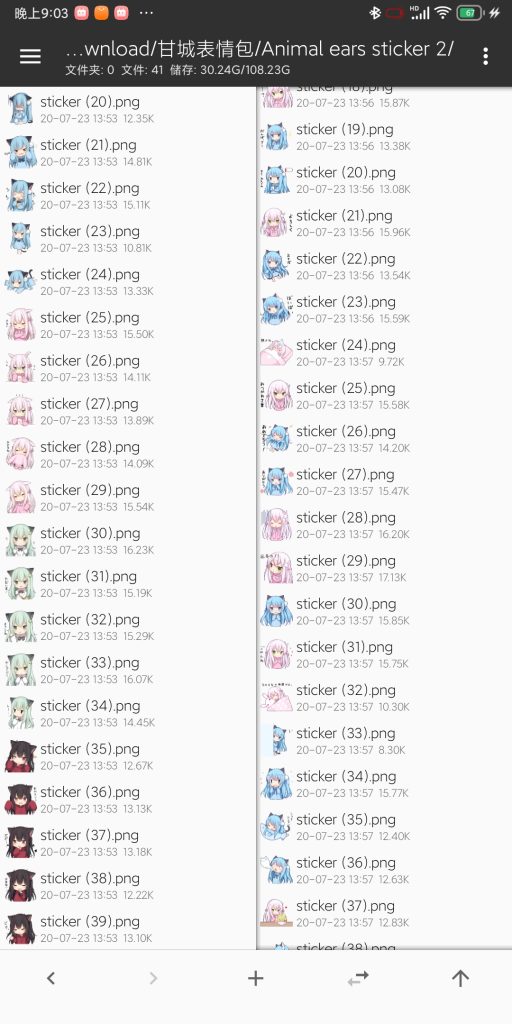 晚上9:03 ...
HD 67
...wnload/甘城表情包/Animal ears sticker 2/
文件夹: 0 文件: 41 储存: 30.24G/108.23G
sticker (20).png
20-07-23 13:53 12.35K
sticker (21).png
20-07-23 13:53 14.81K
sticker (22).png
20-07-23 13:53 15.11K
sticker (23).png
20-07-23 13:53 10.81K
sticker (24).png
20-07-23 13:53 13.33K
sticker (25).png
20-07-23 13:53 15.50K
sticker (26).png
20-07-23 13:53 14.11K
sticker (27).png
20-07-23 13:53 13.89K
sticker (28).png
20-07-23 13:53 14.09K
sticker (29).png
20-07-23 13:53 15.54K
sticker (30).png
20-07-23 13:53 16.23K
sticker (31).png
20-07-23 13:53 15.19K
sticker (32).png
20-07-23 13:53 15.29K
sticker (33).png
20-07-23 13:53 16.07K
sticker (34).png
20-07-23 13:53 14.45K
sticker (35).png
20-07-23 13:53 12.67K
sticker (36).png
20-07-23 13:53 13.13K
sticker (37).png
20-07-23 13:53 13.18K
sticker (38).png
20-07-23 13:53 12.22K
sticker (39).png
20-07-23 13:53 13.10K
sticker (18).png
20-07-23 13:56 15.87K
sticker (19).png
20-07-23 13:56 13.38K
sticker (20).png
20-07-23 13:56 13.08K
sticker (21).png
20-07-23 13:56 15.96K
sticker (22).png
20-07-23 13:56 13.54K
sticker (23).png
20-07-23 13:56 15.59K
sticker (24).png
20-07-23 13:57 9.72K
sticker (25).png
20-07-23 13:57 15.58K
sticker (26).png
20-07-23 13:57 14.20K
sticker (27).png
20-07-23 13:57 15.47K
sticker (28).png
20-07-23 13:57 16.20K
sticker (29).png
20-07-23 13:57 17.13K
sticker (30).png
20-07-23 13:57 15.85K
sticker (31).png
20-07-23 13:57 15.75K
sticker (32).png
20-07-23 13:57 10.30K
sticker (33).png
20-07-23 13:57 8.30K
sticker (34).png
20-07-23 13:57 15.77K
sticker (35).png
20-07-23 13:57 12.40K
sticker (36).png
20-07-23 13:57 12.63K
sticker (37).png
20-07-23 13:57 12.83K
sticker (38).png